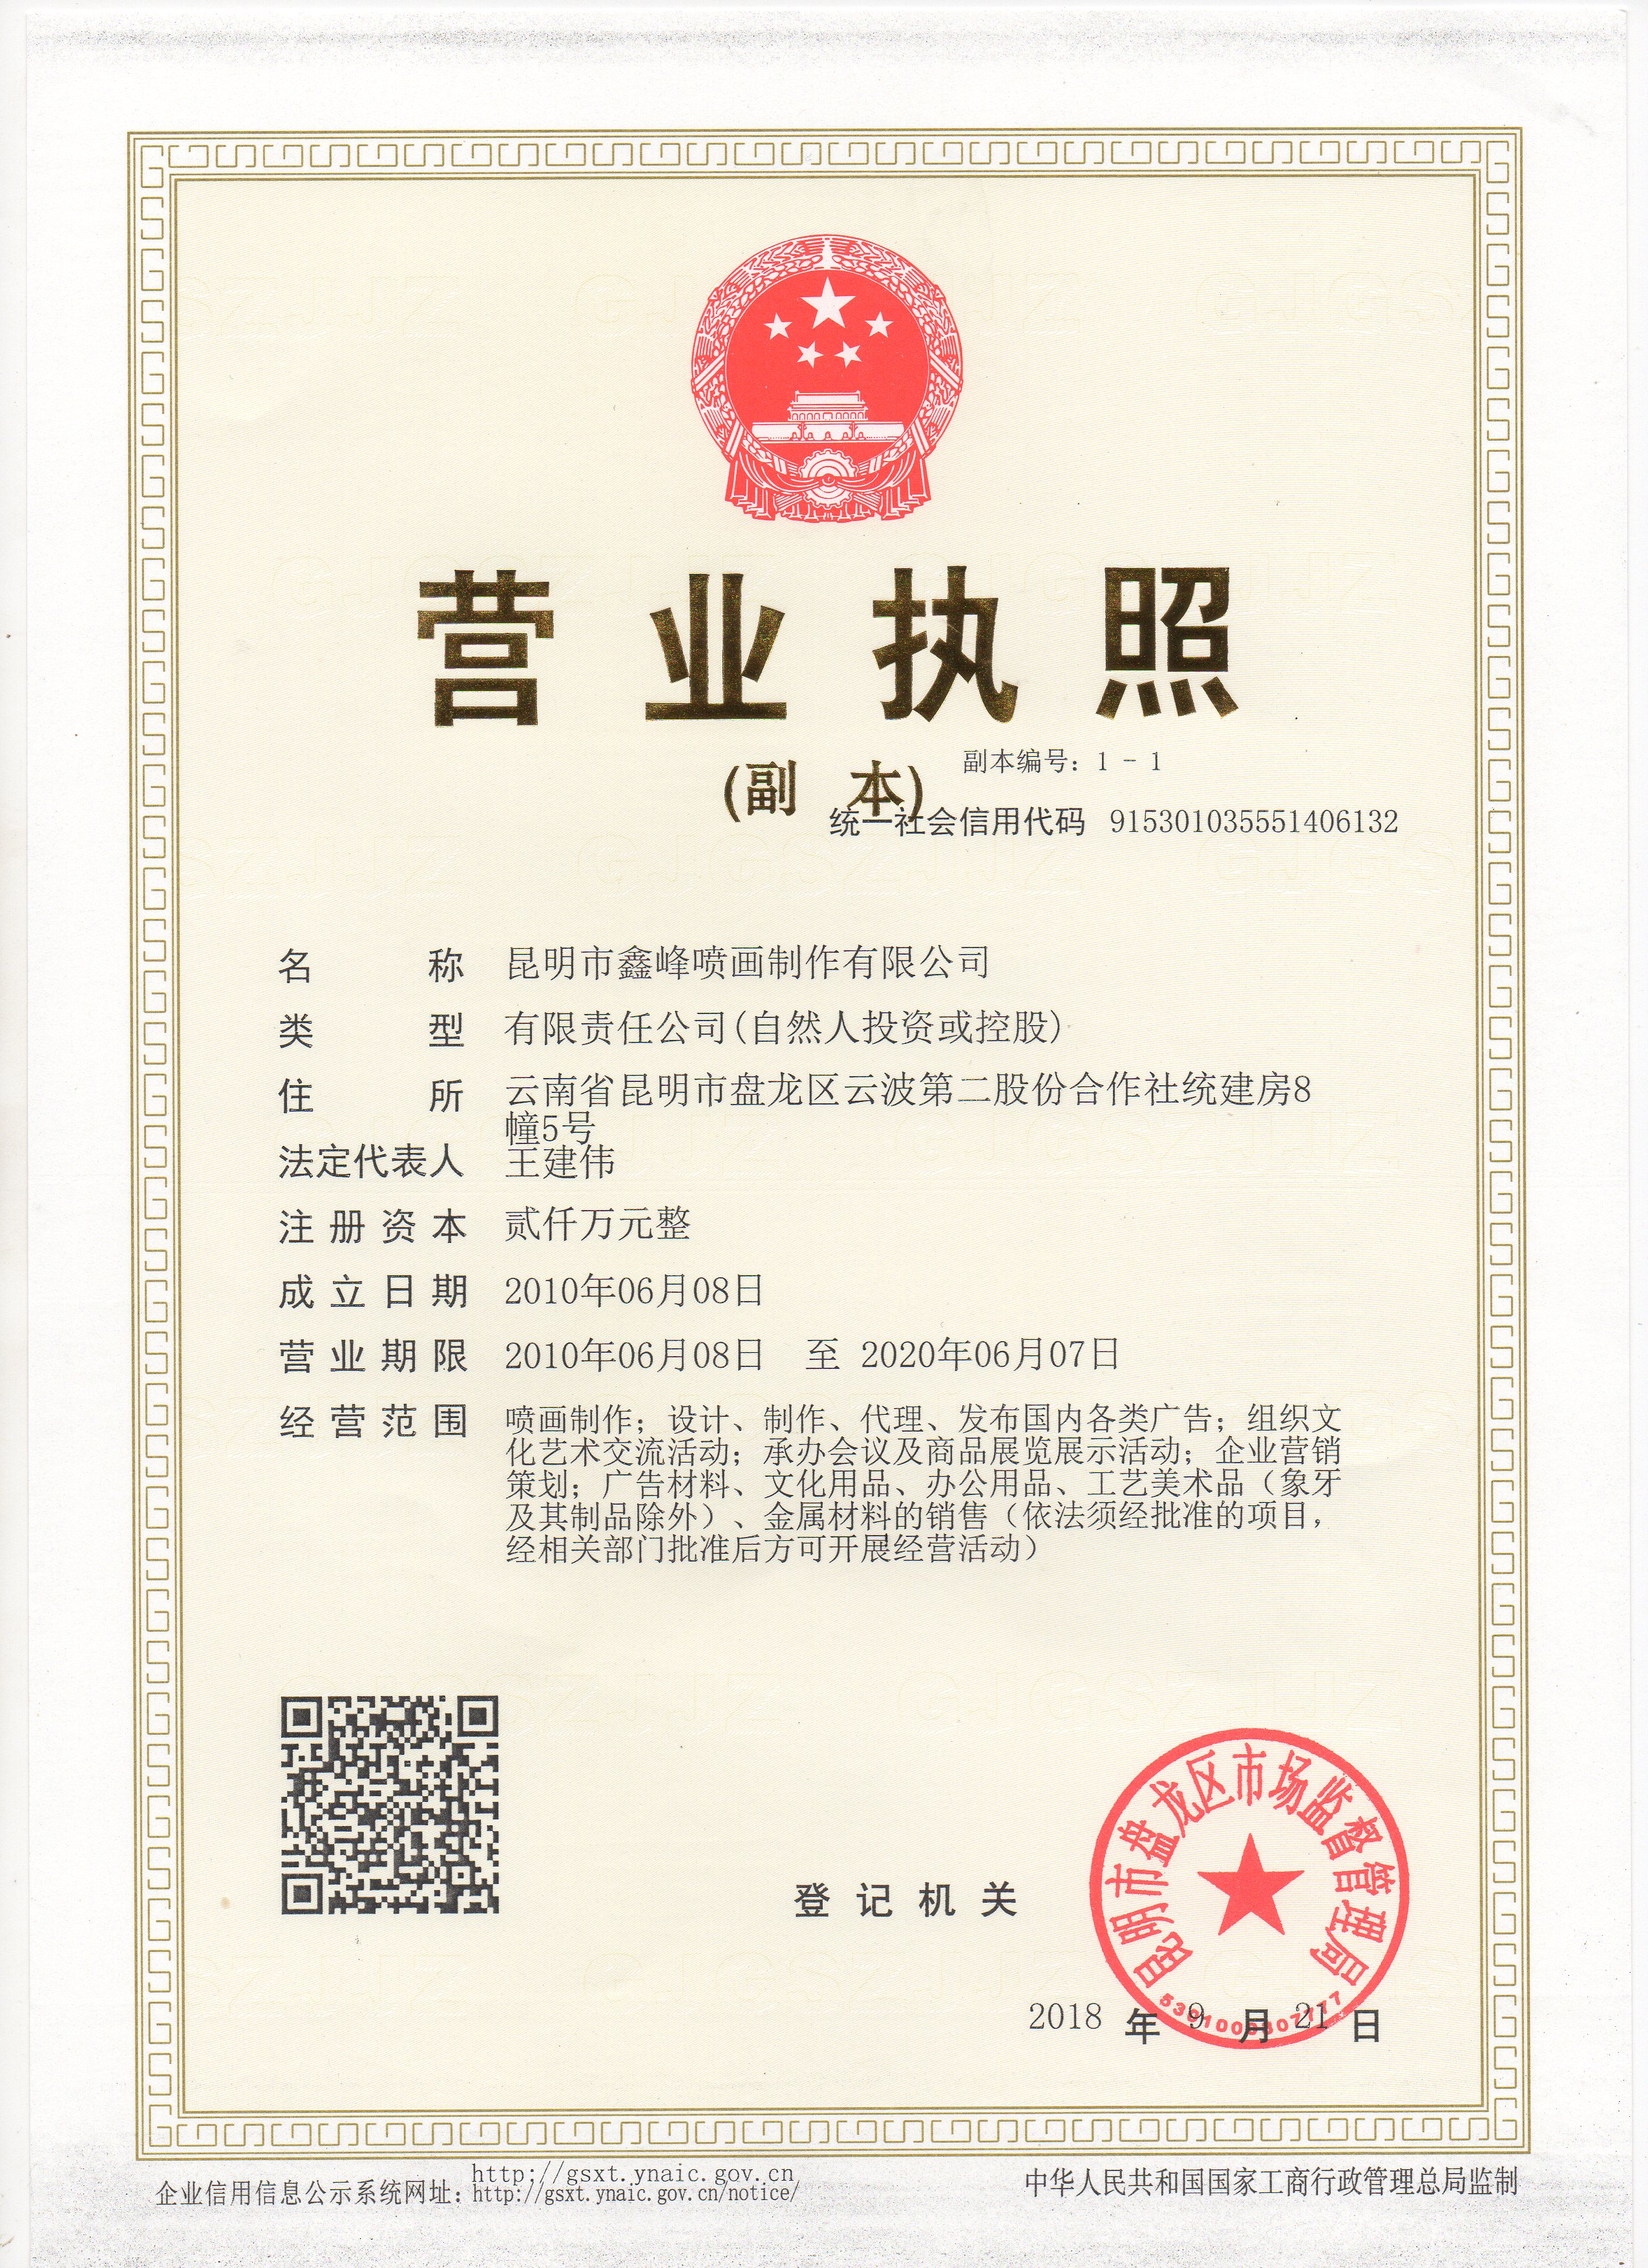 营业执照
(副 本)
副本编号：1 - 1
统一社会信用代码 915301035551406132
名称 昆明市鑫峰喷画制作有限公司
类型 有限责任公司(自然人投资或控股)
住所 云南省昆明市盘龙区云波第二股份合作社统建房8
幢5号
法定代表人 王建伟
注册资本 贰仟万元整
成立日期 2010年06月08日
营业期限 2010年06月08日 至 2020年06月07日
经营范围 喷画制作；设计、制作、代理、发布国内各类广告；组织文
化艺术交流活动；承办会议及商品展览展示活动；企业营销
策划；广告材料、文化用品、办公用品、工艺美术品（象牙
及其制品除外）、金属材料的销售（依法须经批准的项目，
经相关部门批准后方可开展经营活动）
昆明市盘龙区市场监督管理局
登记机关
2018 年 9 月 21 日
企业信用信息公示系统网址：
http://gsxt.ynaic.gov.cn
http://gsxt.ynaic.gov.cn/notice/
中华人民共和国国家工商行政管理总局监制